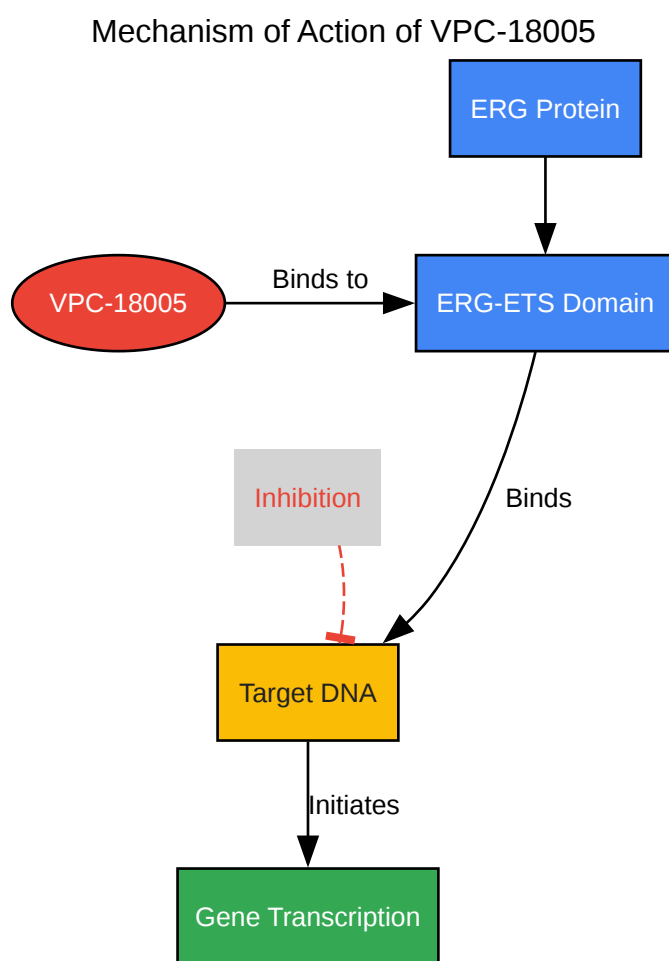 Mechanism of Action of VPC-18005
ERG Protein
Binds to
VPC-18005
ERG-ETS Domain
Inhibition
Binds
Target DNA
Initiates
Gene Transcription